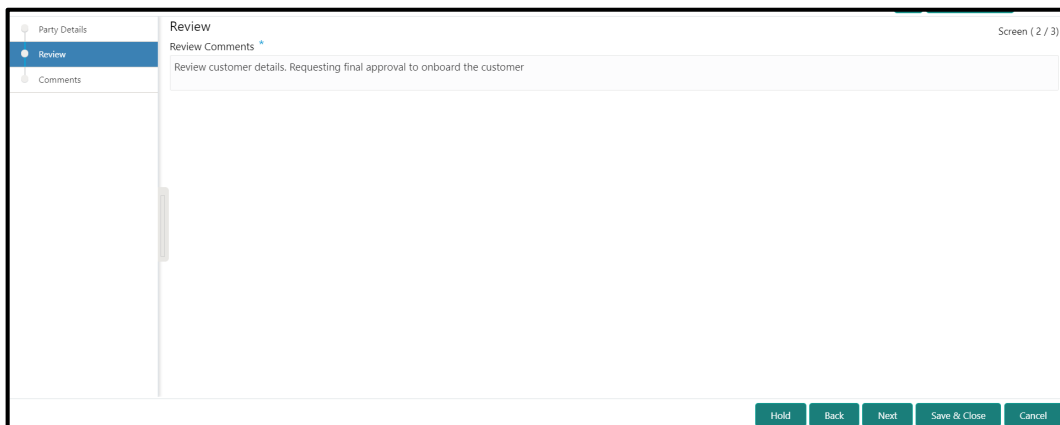 Party Details
Review
Comments
Review
Screen ( 2 / 3)
Review Comments *
Review customer details. Requesting final approval to onboard the customer
Hold
Back
Next
Save & Close
Cancel